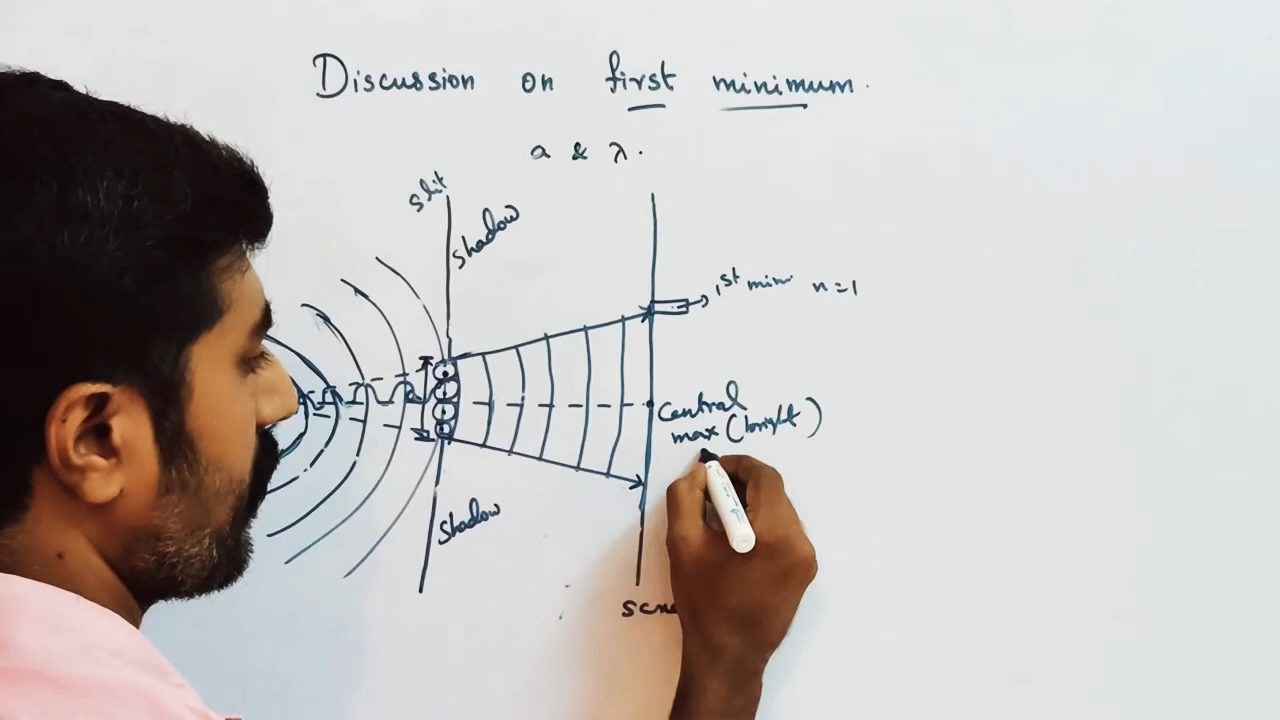 Discussion on first minimum.
a & λ.
slit
shadow
1st min n=1
Central
max (bright)
shadow